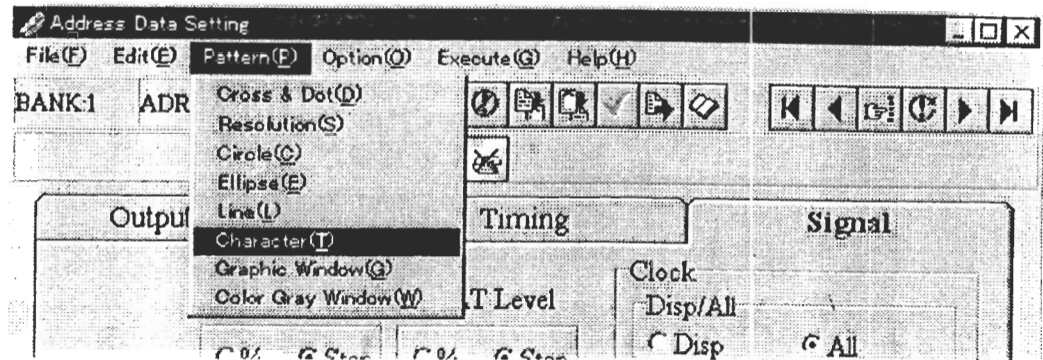 Address Data Setting
File(F) Edit(E) Pattern(P) Option(O) Execute(G) Help(H)
BANK:1 ADR
Cross & Dot(D)
Resolution(S)
Circle(C)
Ellipse(E)
Line(L)
Character(T)
Graphic Window(G)
Color Gray Window(W)
Output Timing Signal
Clock
T Level
Disp/All
Disp All
% Step % Step